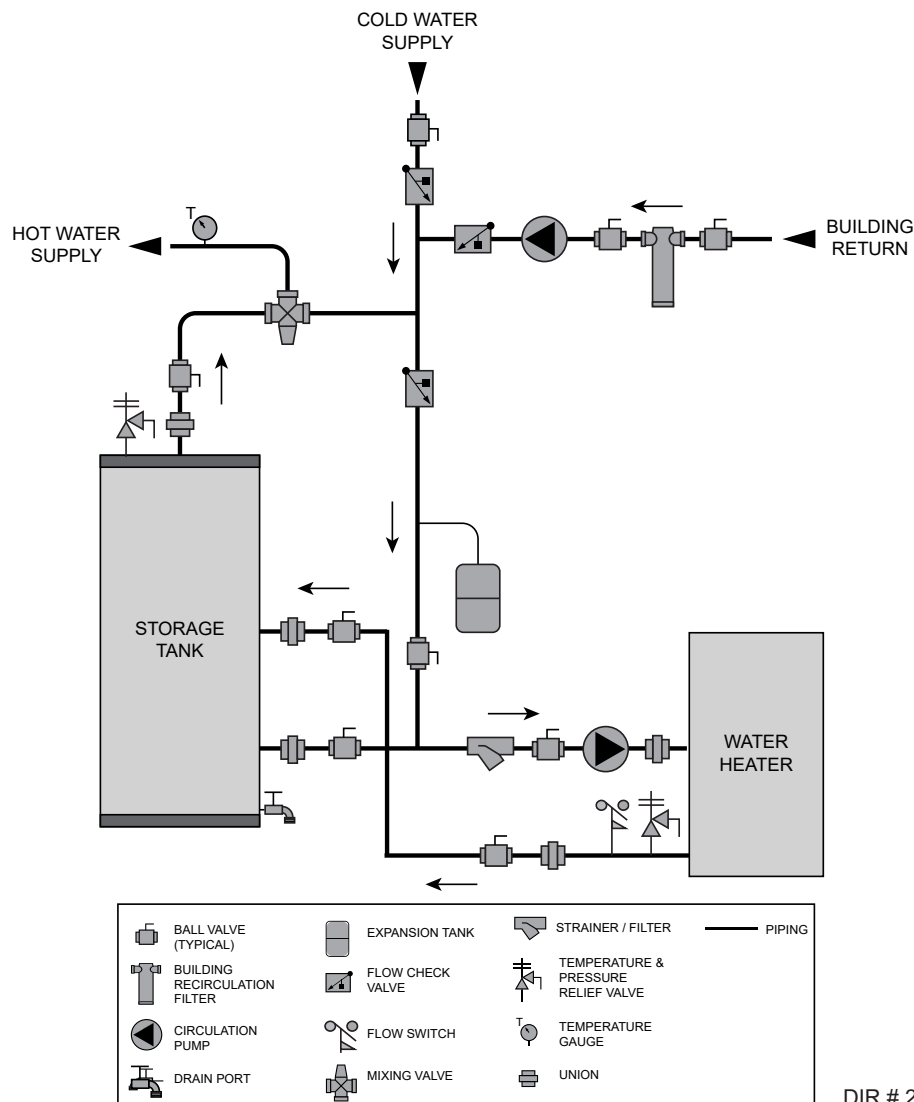 COLD WATER
SUPPLY
T
HOT WATER
SUPPLY
BUILDING
RETURN
STORAGE
TANK
WATER
HEATER
BALL VALVE
(TYPICAL)
BUILDING
RECIRCULATION
FILTER
CIRCULATION
PUMP
DRAIN PORT
EXPANSION TANK
FLOW CHECK
VALVE
FLOW SWITCH
MIXING VALVE
STRAINER / FILTER
TEMPERATURE &
PRESSURE
RELIEF VALVE
T
TEMPERATURE
GAUGE
UNION
PIPING
DIR # 2